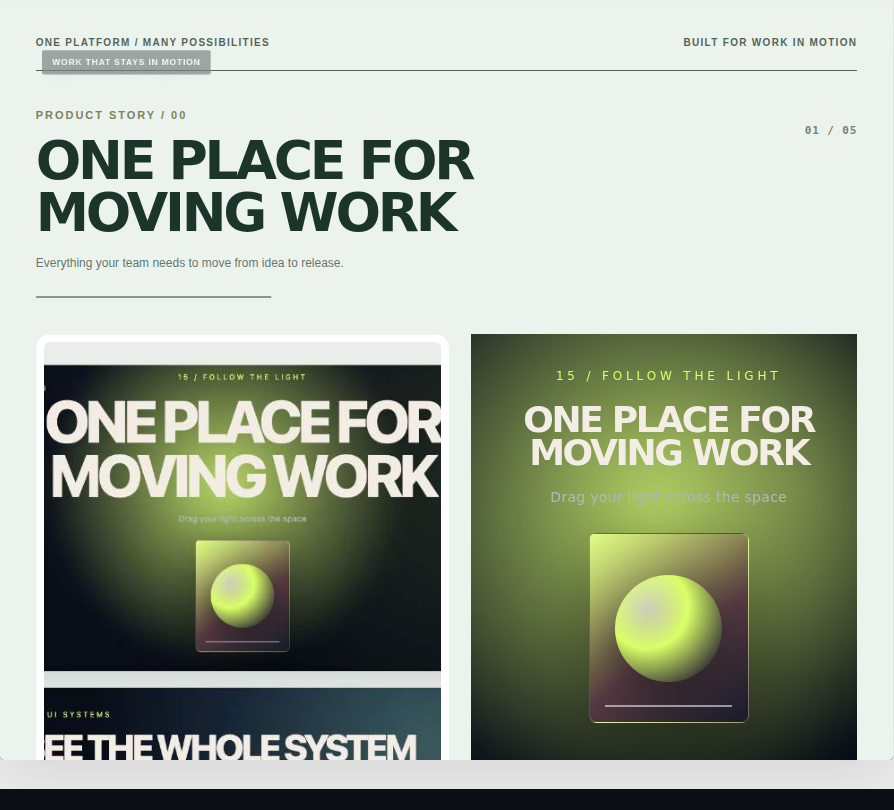 ONE PLATFORM / MANY POSSIBILITIES
BUILT FOR WORK IN MOTION
WORK THAT STAYS IN MOTION
PRODUCT STORY / 00
01 / 05
ONE PLACE FOR
MOVING WORK
Everything your team needs to move from idea to release.
15 / FOLLOW THE LIGHT
ONE PLACE FOR
MOVING WORK
Drag your light across the space
UI SYSTEMS
EE THE WHOLE SYSTEM
15 / FOLLOW THE LIGHT
ONE PLACE FOR
MOVING WORK
Drag your light across the space